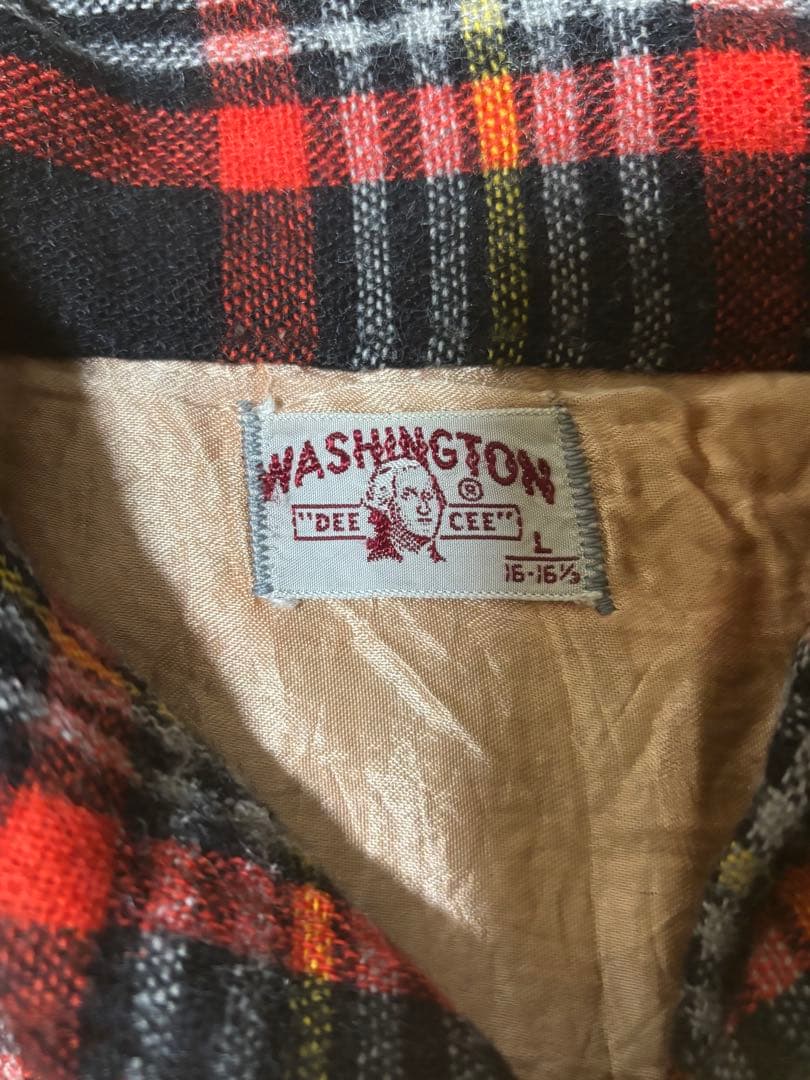 WASHINGTON
®
"DEE CEE"
L
16-16½